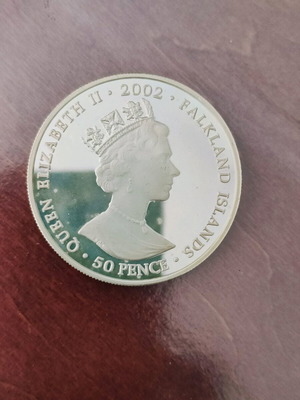 QUEEN ELIZABETH II · 2002 · FALKLAND ISLANDS ·
50 PENCE ·